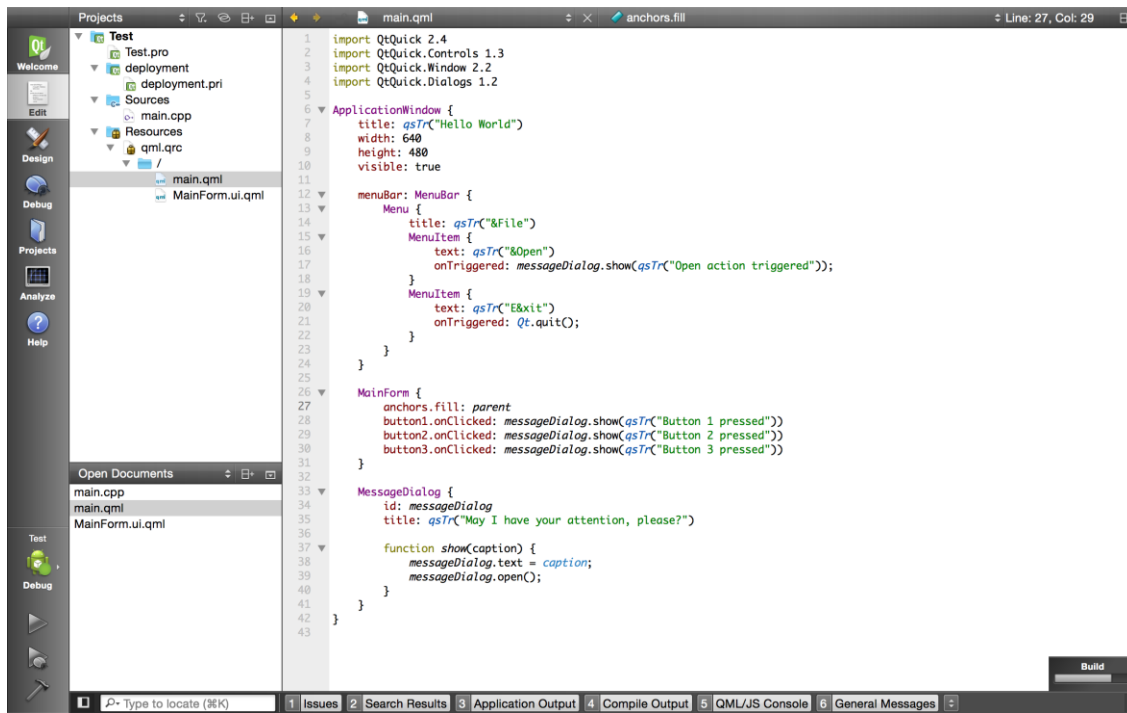 Projects
main.qml
anchors.fill
Line: 27, Col: 29
Welcome
Edit
Design
Debug
Projects
Analyze
Help
Test
Debug
Test
Test.pro
deployment
deployment.pri
Sources
main.cpp
Resources
qml.qrc
/
main.qml
MainForm.ui.qml
Open Documents
main.cpp
main.qml
MainForm.ui.qml
1 import QtQuick 2.4
2 import QtQuick.Controls 1.3
3 import QtQuick.Window 2.2
4 import QtQuick.Dialogs 1.2
5
6 ApplicationWindow {
7 title: qsTr("Hello World")
8 width: 640
9 height: 480
10 visible: true
11
12 menuBar: MenuBar {
13 Menu {
14 title: qsTr("&File")
15 MenuItem {
16 text: qsTr("&Open")
17 onTriggered: messageDialog.show(qsTr("Open action triggered"));
18 }
19 MenuItem {
20 text: qsTr("E&xit")
21 onTriggered: Qt.quit();
22 }
23 }
24 }
25
26 MainForm {
27 anchors.fill: parent
28 button1.onClicked: messageDialog.show(qsTr("Button 1 pressed"))
29 button2.onClicked: messageDialog.show(qsTr("Button 2 pressed"))
30 button3.onClicked: messageDialog.show(qsTr("Button 3 pressed"))
31 }
32
33 MessageDialog {
34 id: messageDialog
35 title: qsTr("May I have your attention, please?")
36
37 function show(caption) {
38 messageDialog.text = caption;
39 messageDialog.open();
40 }
41 }
42 }
43
Build
Type to locate (⌘K)
1 Issues 2 Search Results 3 Application Output 4 Compile Output 5 QML/JS Console 6 General Messages